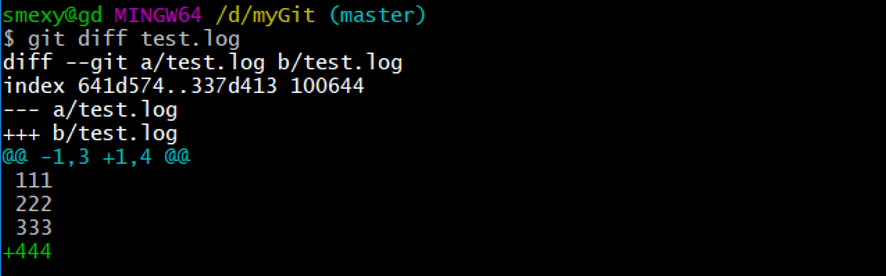 smexy@gd MINGW64 /d/myGit (master)
$ git diff test.log
diff --git a/test.log b/test.log
index 641d574..337d413 100644
--- a/test.log
+++ b/test.log
@@ -1,3 +1,4 @@
 111
 222
 333
+444